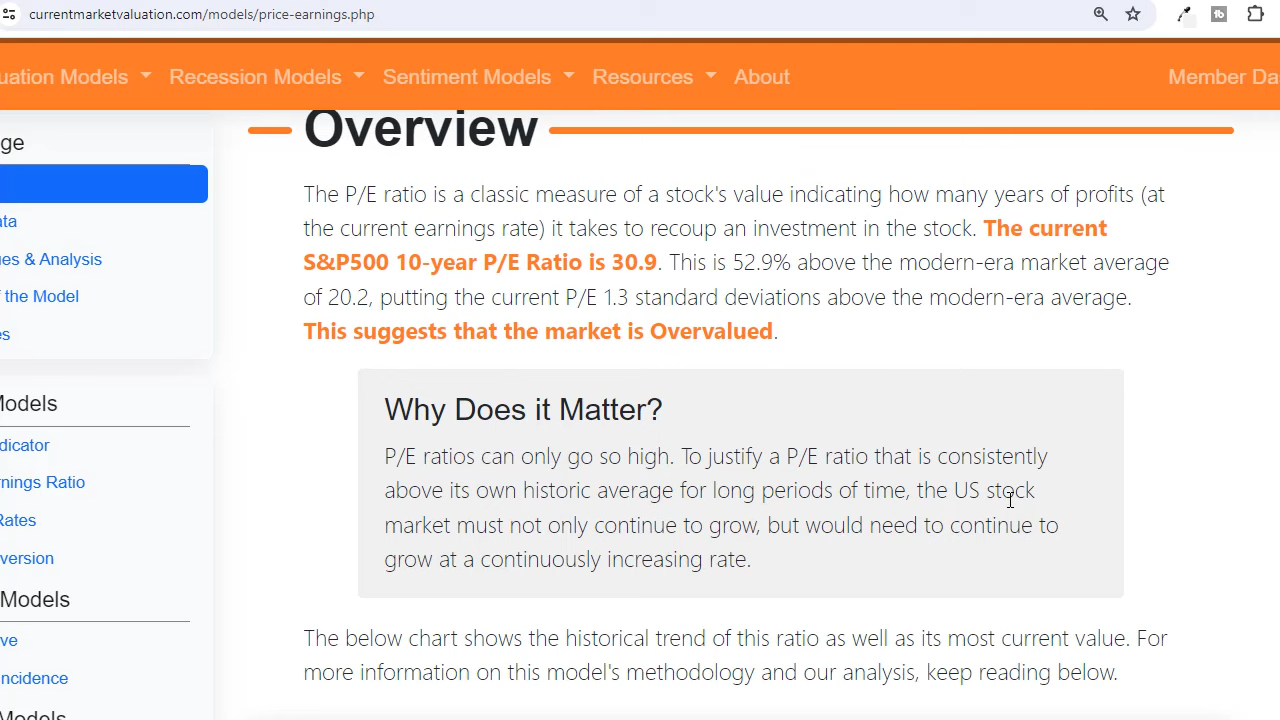 currentmarketvaluation.com/models/price-earnings.php
uation Models Recession Models Sentiment Models Resources About Member Da
Overview
ge
ata
ues & Analysis
f the Model
es
Models
dicator
rnings Ratio
Rates
version
Models
ve
ncidence
Models
The P/E ratio is a classic measure of a stock's value indicating how many years of profits (at
the current earnings rate) it takes to recoup an investment in the stock. The current
S&P500 10-year P/E Ratio is 30.9. This is 52.9% above the modern-era market average
of 20.2, putting the current P/E 1.3 standard deviations above the modern-era average.
This suggests that the market is Overvalued.
Why Does it Matter?
P/E ratios can only go so high. To justify a P/E ratio that is consistently
above its own historic average for long periods of time, the US stock
market must not only continue to grow, but would need to continue to
grow at a continuously increasing rate.
The below chart shows the historical trend of this ratio as well as its most current value. For
more information on this model's methodology and our analysis, keep reading below.